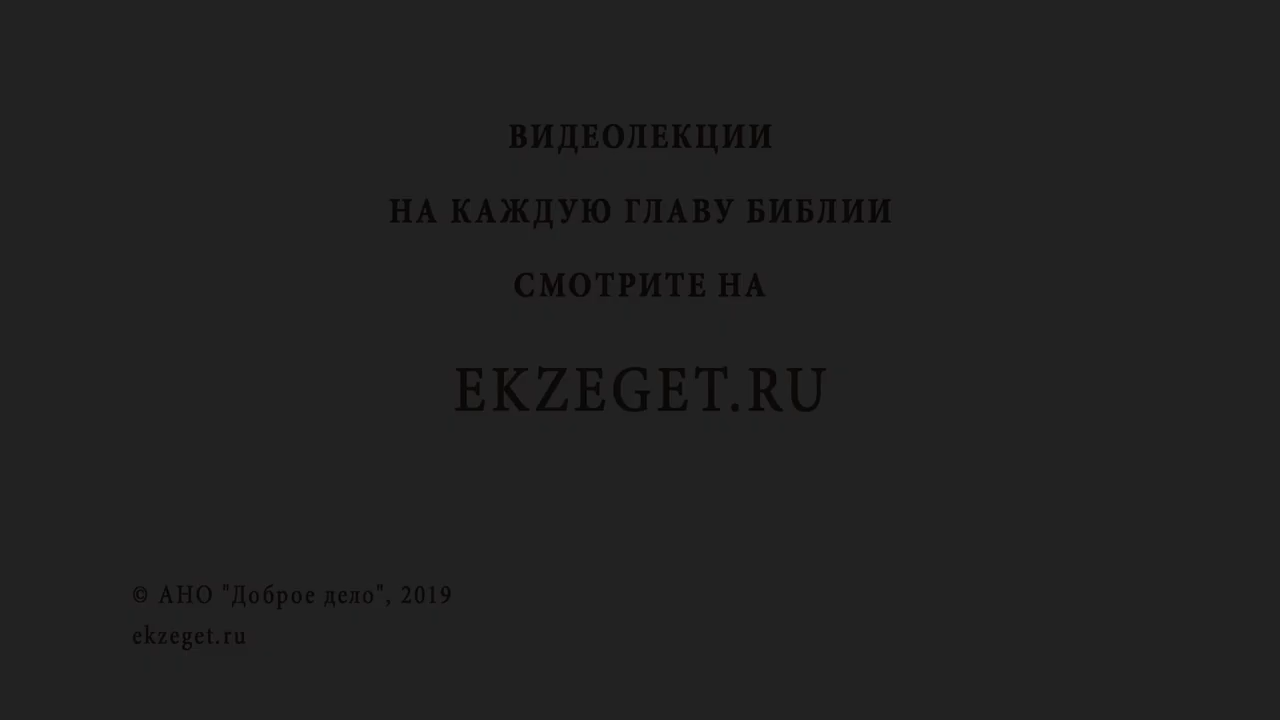 ВИДЕОЛЕКЦИИ
НА КАЖДУЮ ГЛАВУ БИБЛИИ
СМОТРИТЕ НА
EKZEGET.RU
© АНО "Доброе дело", 2019
ekzeget.ru